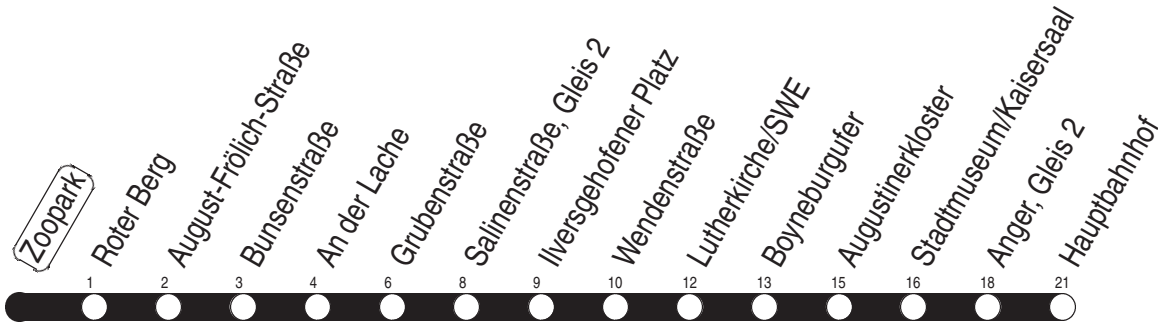 Zoopark
Roter Berg
August-Frölich-Straße
Bunsenstraße
An der Lache
Grubenstraße
Salinenstraße, Gleis 2
Ilversgehofener Platz
Wendenstraße
Lutherkirche/SWE
Boyneburgufer
Augustinerkloster
Stadtmuseum/Kaisersaal
Anger, Gleis 2
Hauptbahnhof
1 2 3 4 6 8 9 10 12 13 15 16 18 21